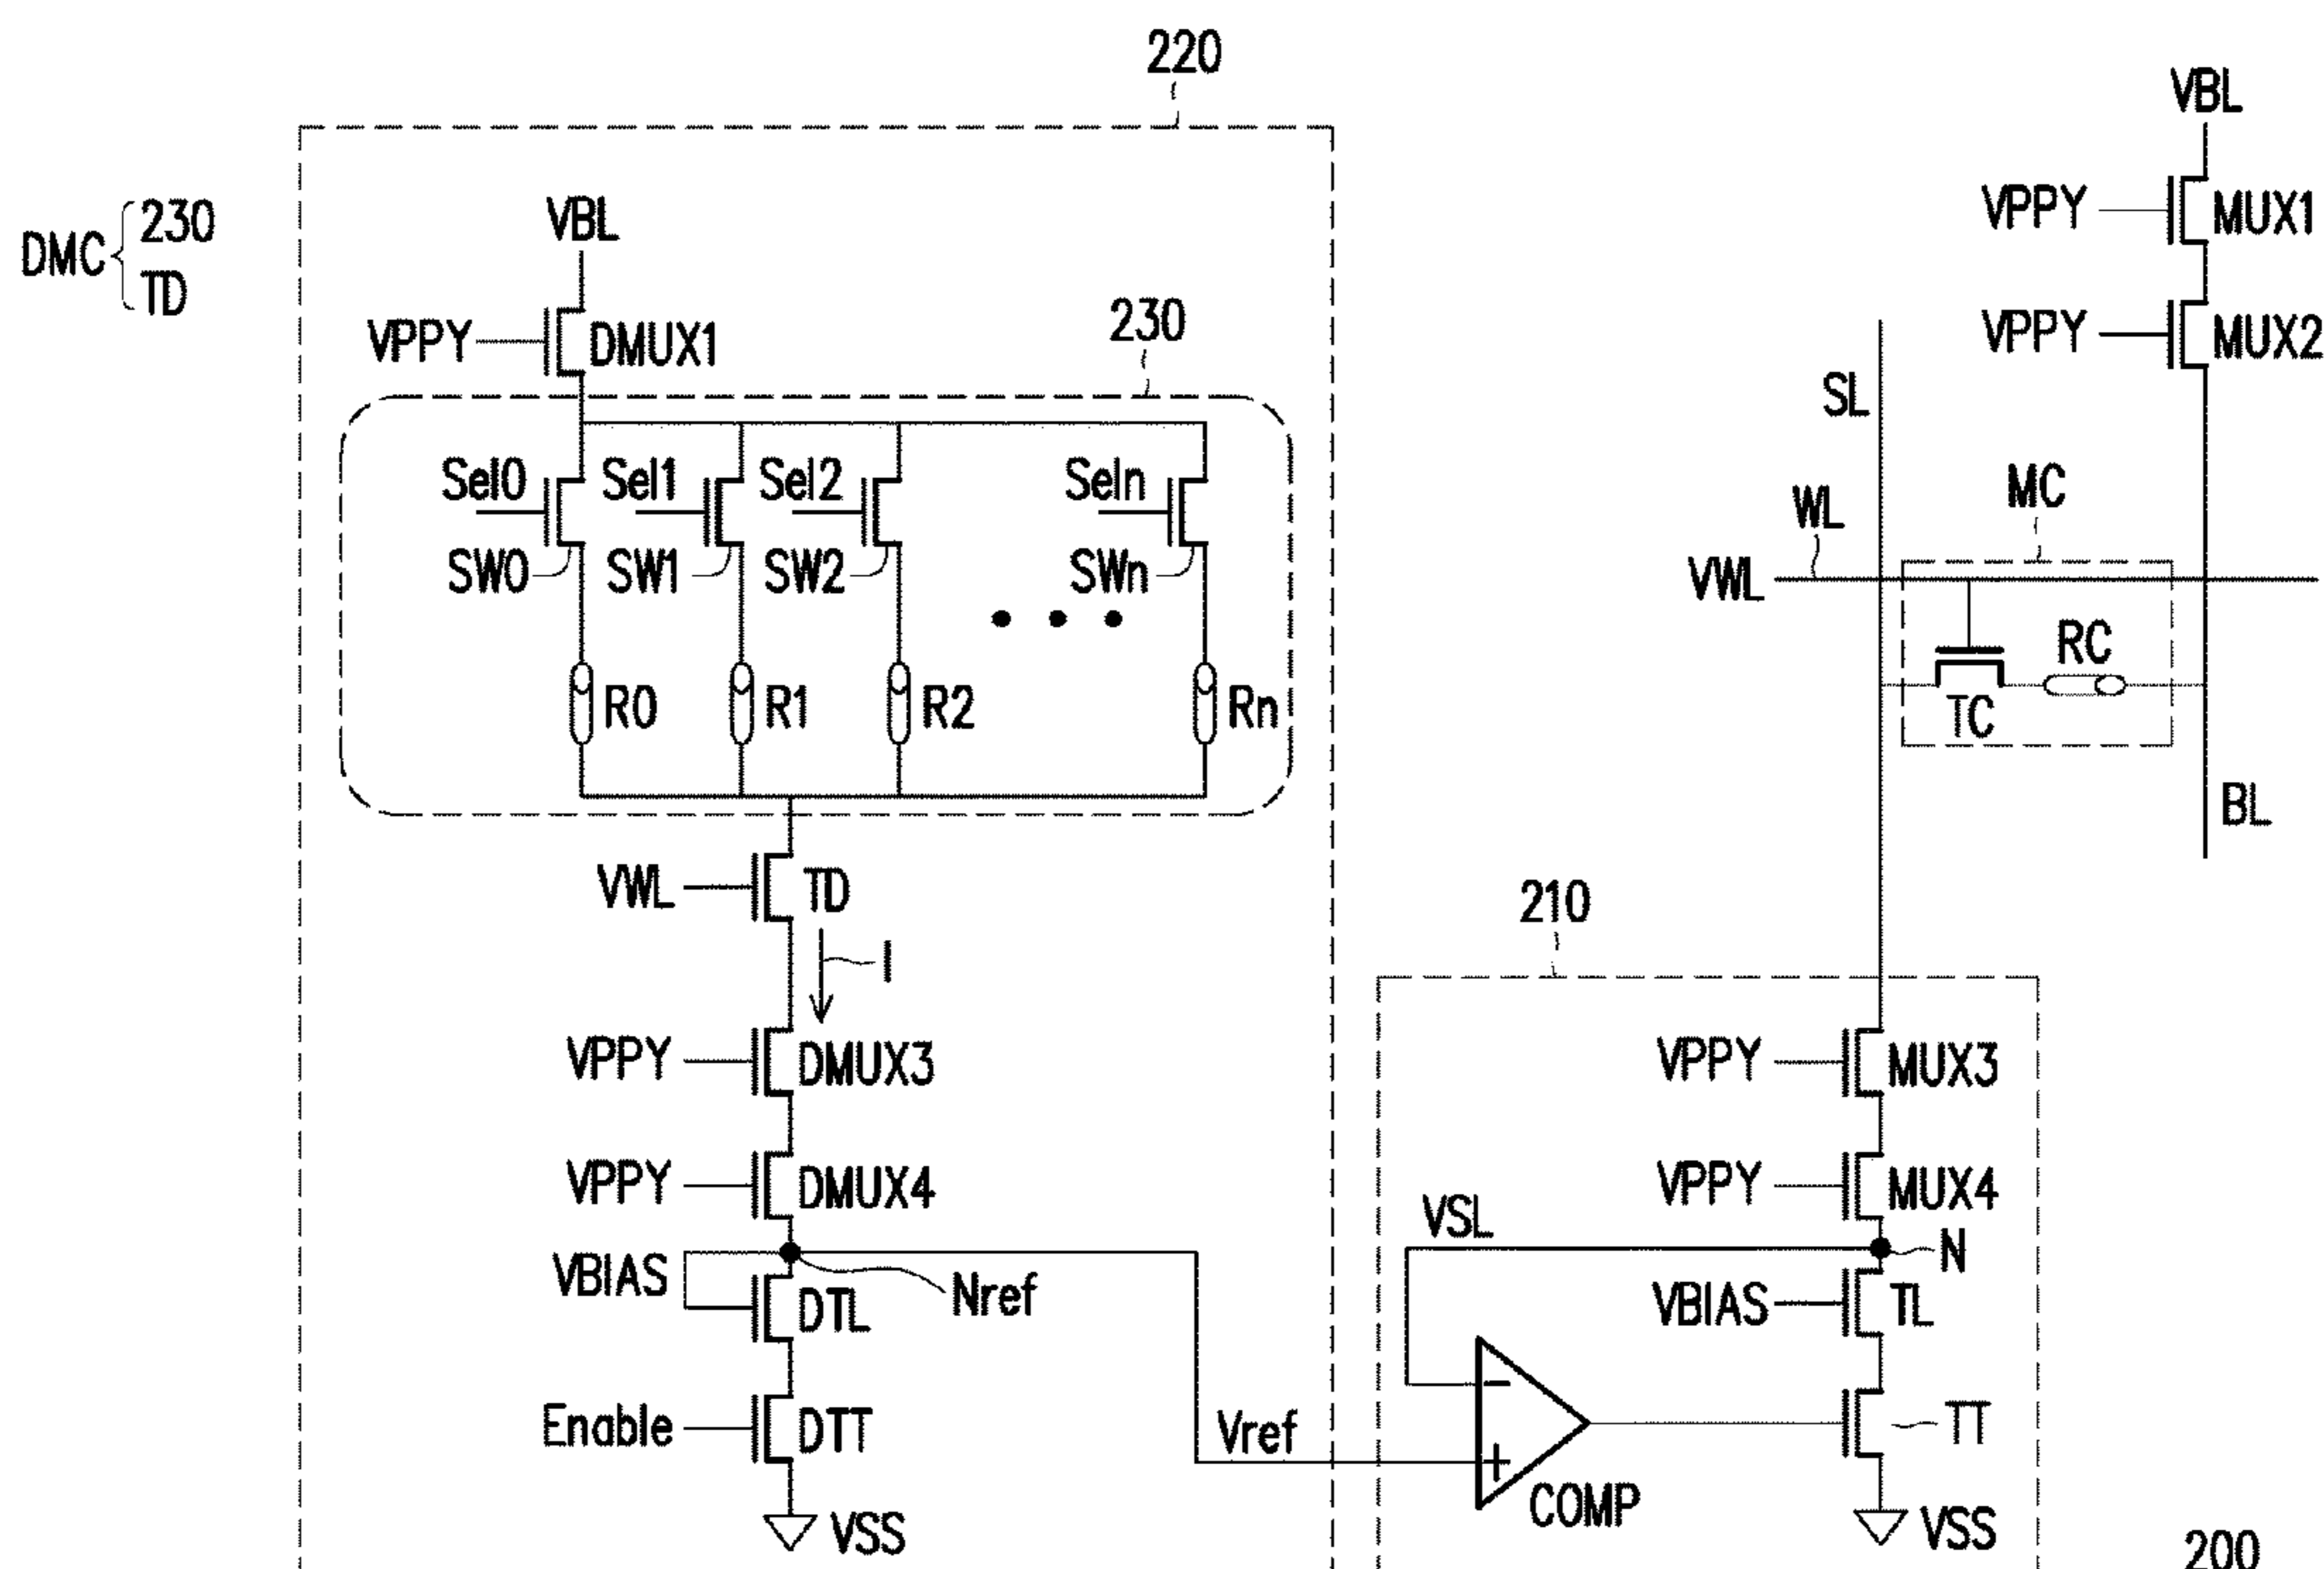 220
VBL
DMC
230
TD
VBL
VPPY
MUX1
VPPY
DMUX1
230
VPPY
MUX2
SL
Sel0
Sel1
Sel2
Seln
MC
WL
SW0
SW1
SW2
SWn
VWL
RC
R0
R1
R2
Rn
TC
BL
VWL
TD
210
I
VPPY
DMUX3
VPPY
MUX3
VPPY
DMUX4
VPPY
MUX4
VSL
N
VBIAS
Nref
DTL
VBIAS
TL
−
Enable
DTT
Vref
+
TT
COMP
VSS
VSS
200